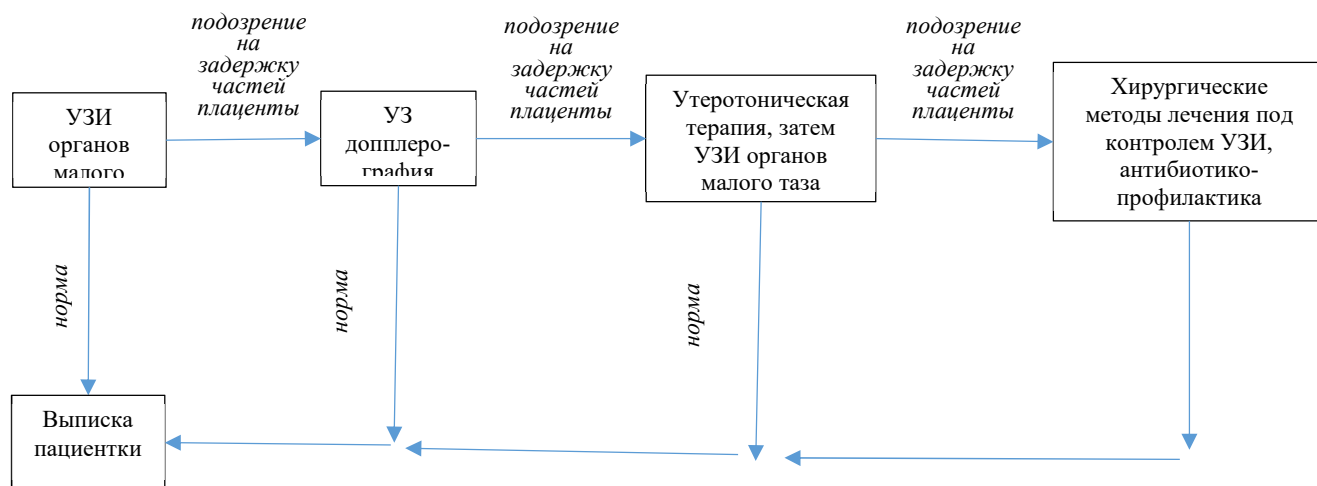 подозрение
на
задержку
частей
плаценты
подозрение
на
задержку
частей
плаценты
подозрение
на
задержку
частей
плаценты
УЗИ
органов
малого
УЗ
допплеро-
графия
Утеротоническая
терапия, затем
УЗИ органов
малого таза
Хирургические
методы лечения под
контролем УЗИ,
антибиотико-
профилактика
норма
норма
норма
Выписка
пациентки